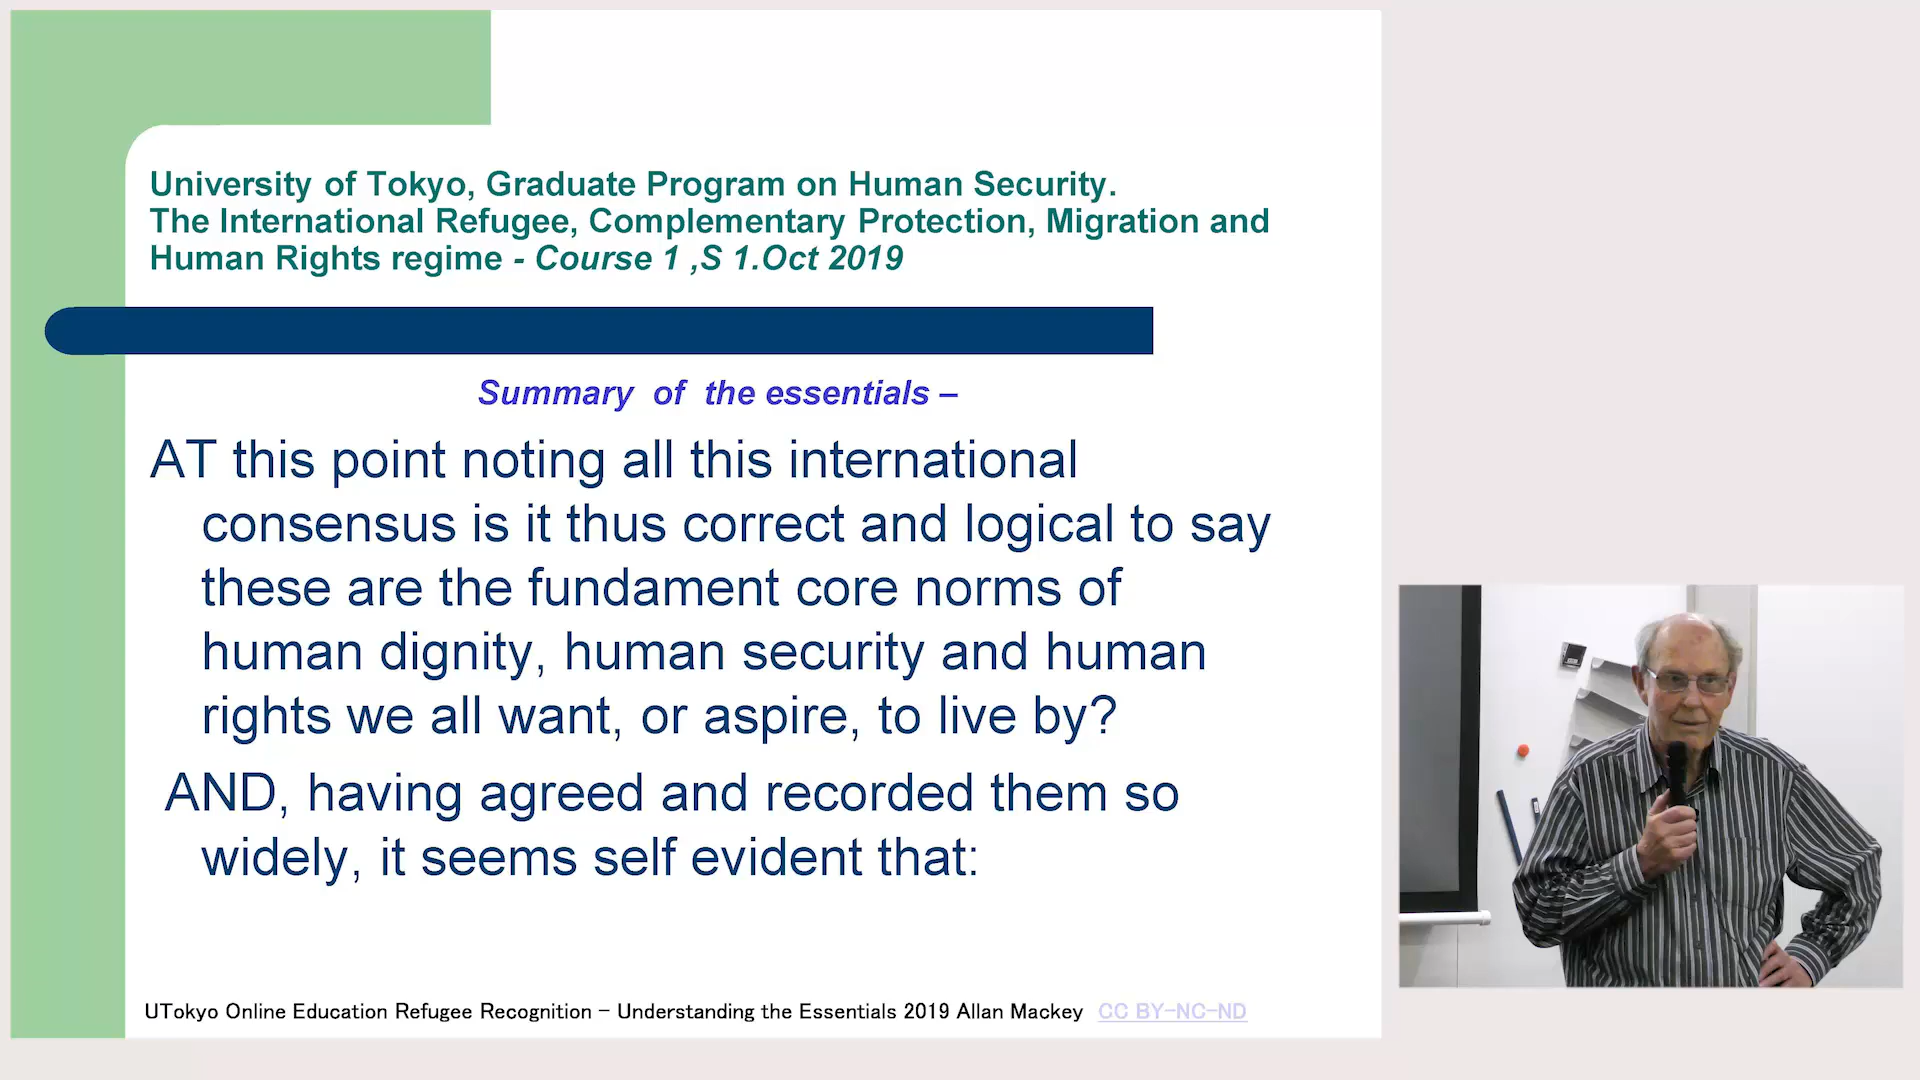 University of Tokyo, Graduate Program on Human Security.
The International Refugee, Complementary Protection, Migration and
Human Rights regime - Course 1 ,S 1.Oct 2019
Summary of the essentials –
AT this point noting all this international
consensus is it thus correct and logical to say
these are the fundament core norms of
human dignity, human security and human
rights we all want, or aspire, to live by?
AND, having agreed and recorded them so
widely, it seems self evident that:
UTokyo Online Education Refugee Recognition - Understanding the Essentials 2019 Allan Mackey CC BY-NC-ND